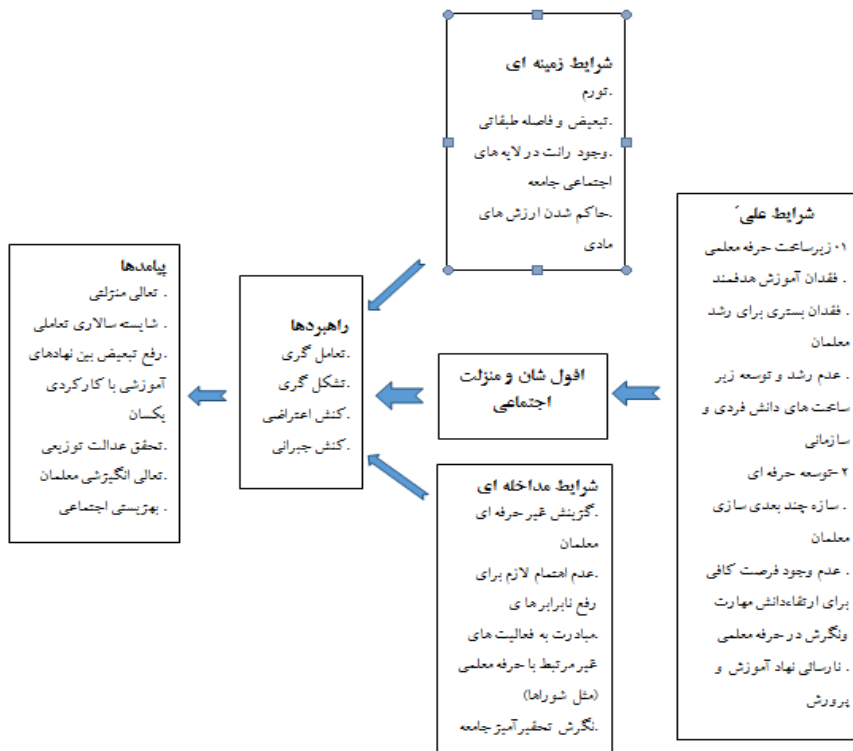 شرایط زمینه ای
.تورم
.تبعیض و فاصله طبقاتی
.وجود رانت در لایه های
اجتماعی جامعه
.حاکم شدن ارزش های
مادی
شرایط علیّ
۱-زیرساخت حرفه معلمی
. فقدان آموزش هدفمند
. فقدان بستری برای رشد
معلمان
. عدم رشد و توسعه زیر
ساخت های دانش فردی و
سازمانی
۲-توسعه حرفه ای
. سازه چند بعدی سازی
معلمان
. عدم وجود فرصت کافی
برای ارتقاءدانش مهارت
ونگرش در حرفه معلمی
. نارسائی نهاد آموزش و
پرورش
افول شان و منزلت
اجتماعی
شرایط مداخله ای
.گزینش غیر حرفه ای
معلمان
.عدم اهتمام لازم برای
رفع نابرابر ها ی
.مبادرت به فعالیت های
غیر مرتبط با حرفه معلمی
(مثل شوراها)
.نگرش تحقیرآمیز جامعه
راهبردها
.تعامل گری
.تشکل گری
.کنش اعتراضی
.کنش جبرانی
پیامدها
. تعالی منزلتی
. شایسته سالاری تعاملی
.رفع تبعیض بین نهادهای
آموزشی با کارکردی
یکسان
.تحقق عدالت توزیعی
.تعالی انگیزشی معلمان
. بهزیستی اجتماعی